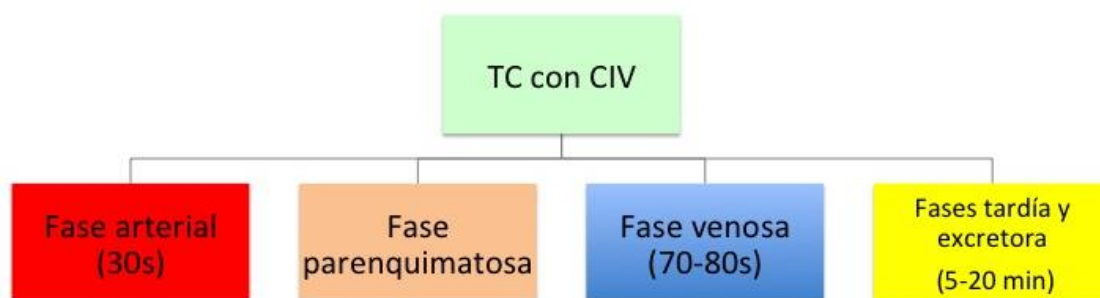 TC con CIV
Fase arterial
(30s)
Fase
parenquimatosa
Fase venosa
(70-80s)
Fases tardía y
excretora
(5-20 min)